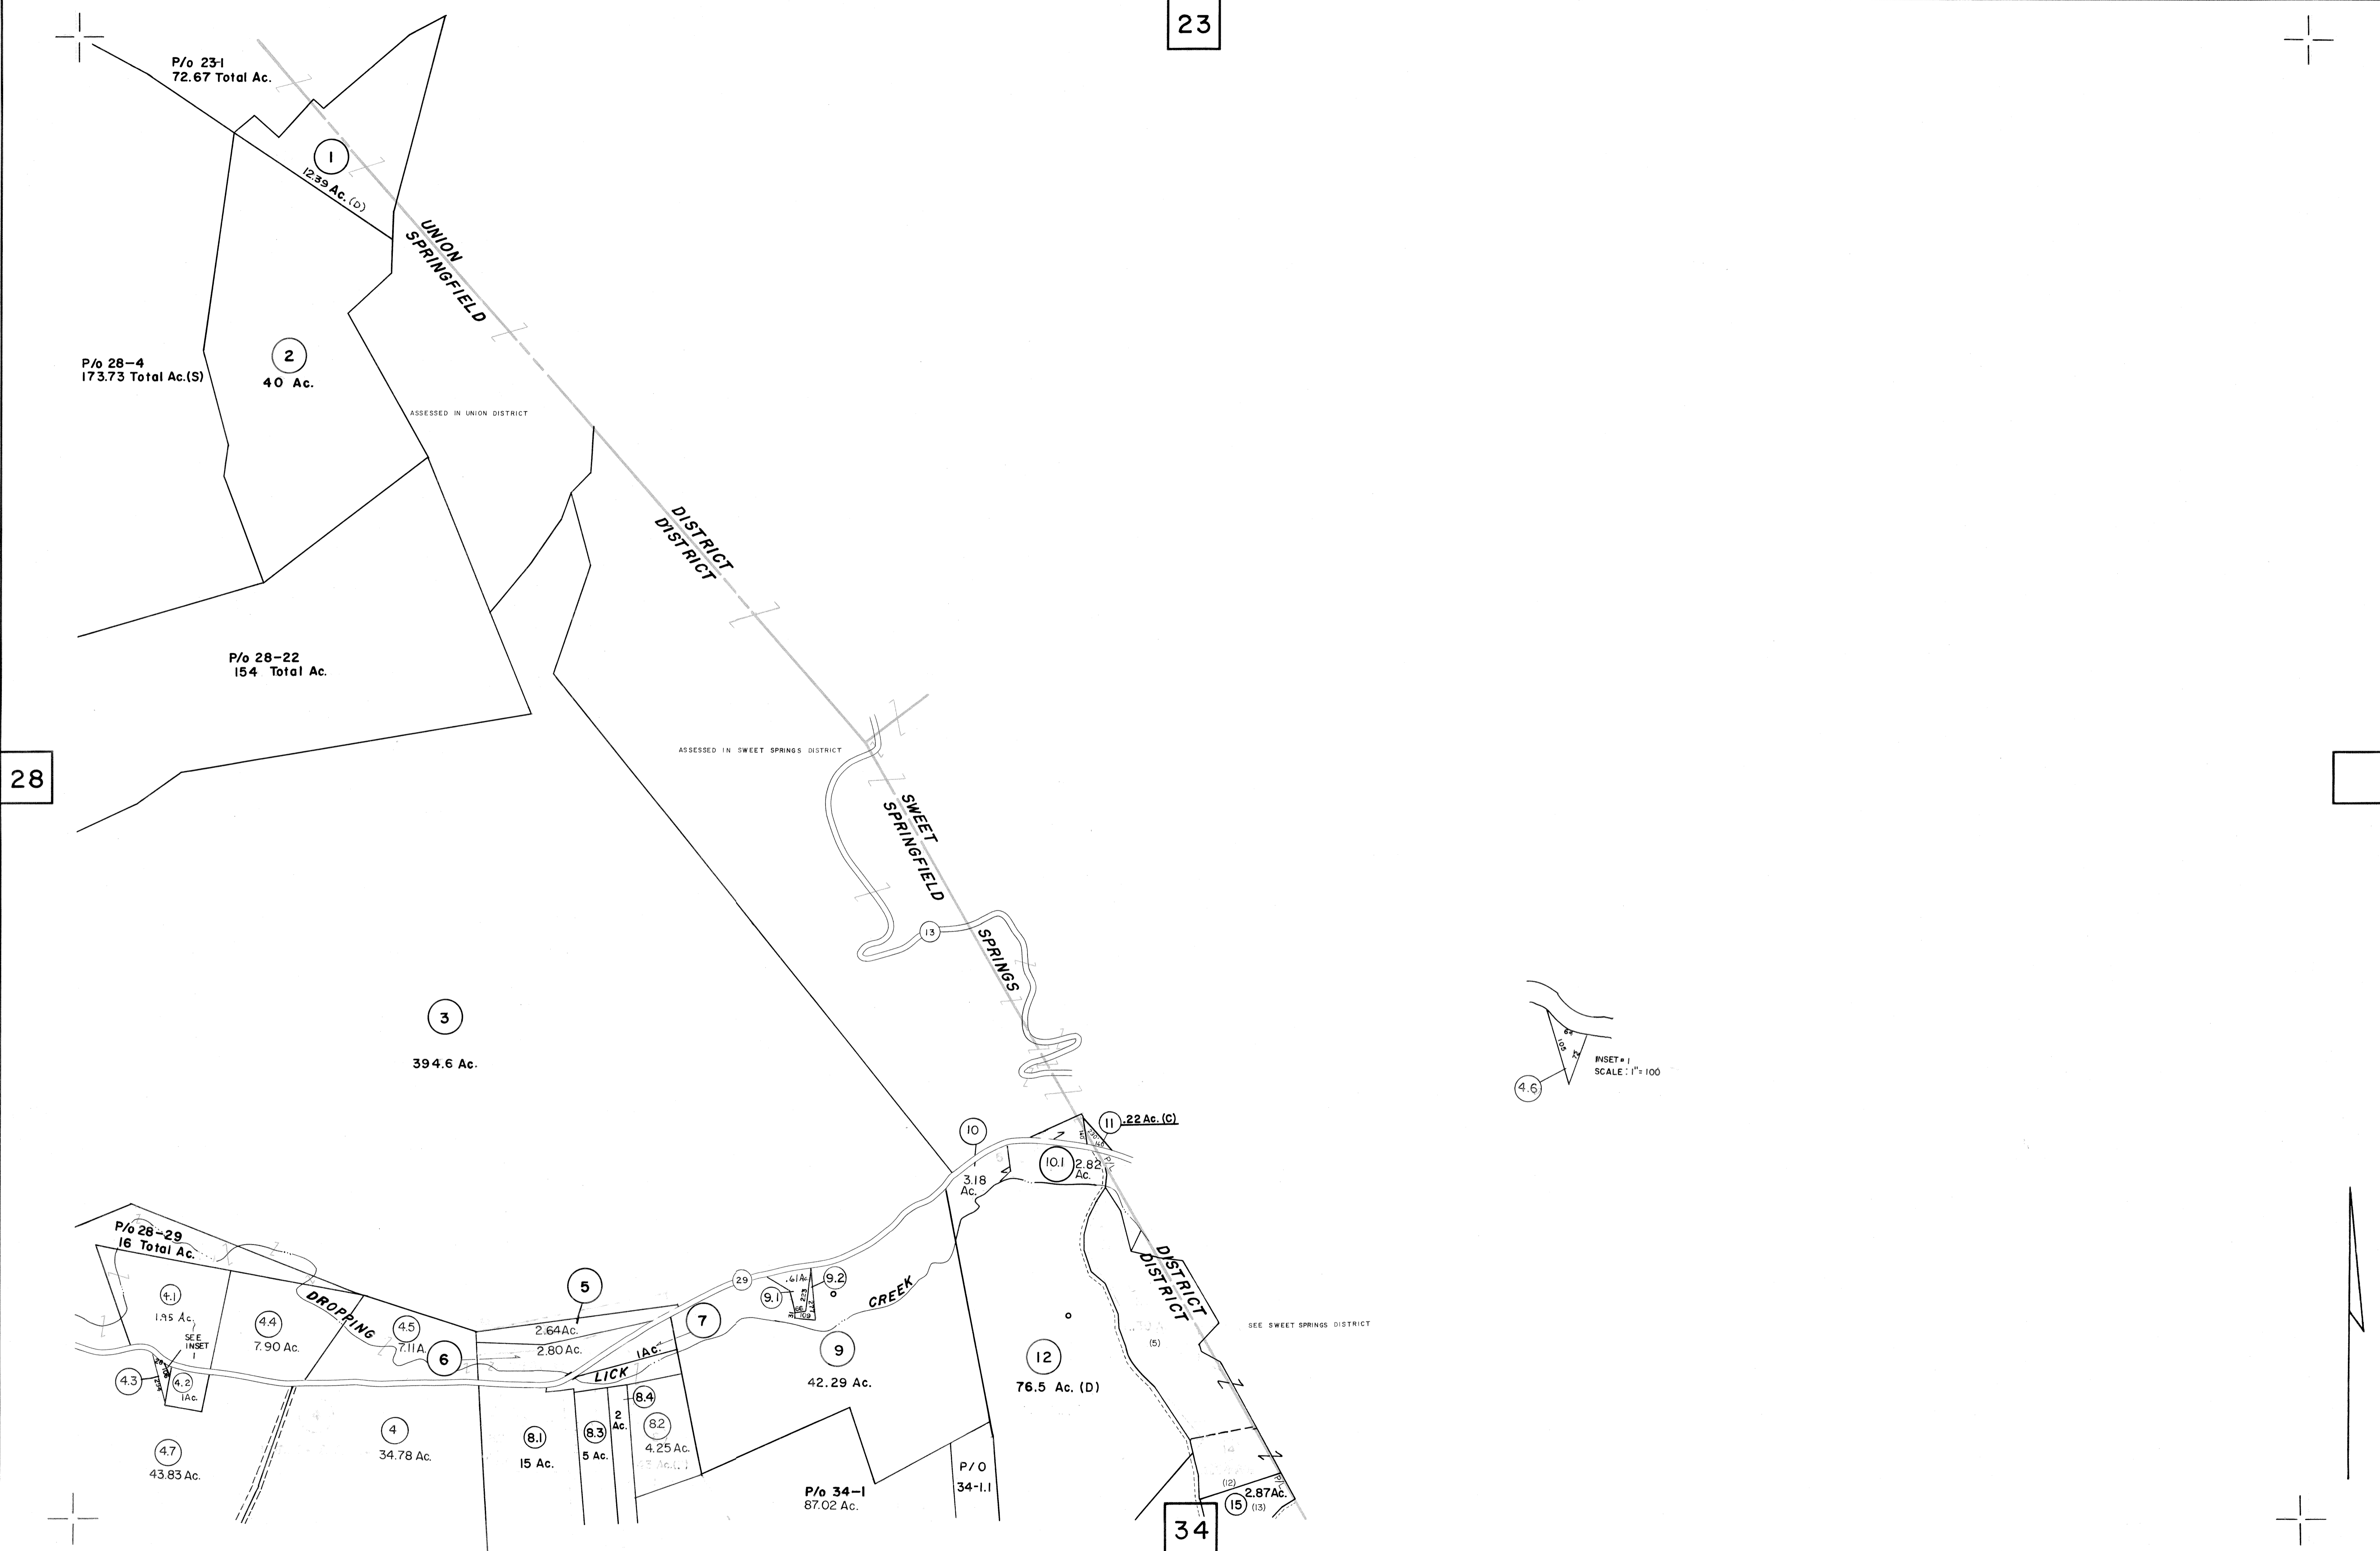 23
P/o 23-1
72.67 Total Ac.
1
12.39 Ac. (D)
UNION
SPRINGFIELD
2
40 Ac.
P/o 28-4
173.73 Total Ac.(S)
ASSESSED IN UNION DISTRICT
DISTRICT
DISTRICT
P/o 28-22
154 Total Ac.
ASSESSED IN SWEET SPRINGS DISTRICT
28
SWEET
SPRINGFIELD
13
SPRINGS
3
394.6 Ac.
64
105
72
INSET# 1
SCALE: 1"=100
4.6
10
11
.22 Ac. (C)
10.1
2.82
Ac.
P/L
3.18
Ac.
5
P/o 28-29
16 Total Ac.
4.1
1.95 Ac.
SEE
INSET
1
4.4
7.90 Ac.
DROPPING
4.5
7.11 A.
5
2.64 Ac.
6
2.80 Ac.
7
1Ac.
LICK
CREEK
29
.61Ac.
9.1
9.2
223
277
109
9
42.29 Ac.
12
76.5 Ac. (D)
DISTRICT
DISTRICT
(5)
SEE SWEET SPRINGS DISTRICT
4.3
4.2
1Ac.
4.7
43.83 Ac.
4
34.78 Ac.
8.1
15 Ac.
8.3
5 Ac.
2
Ac.
8.4
8.2
4.25 Ac.
P/o 34-1
87.02 Ac.
P/O
34-1.1
(12)
P/L
2.87Ac.
15
(13)
34